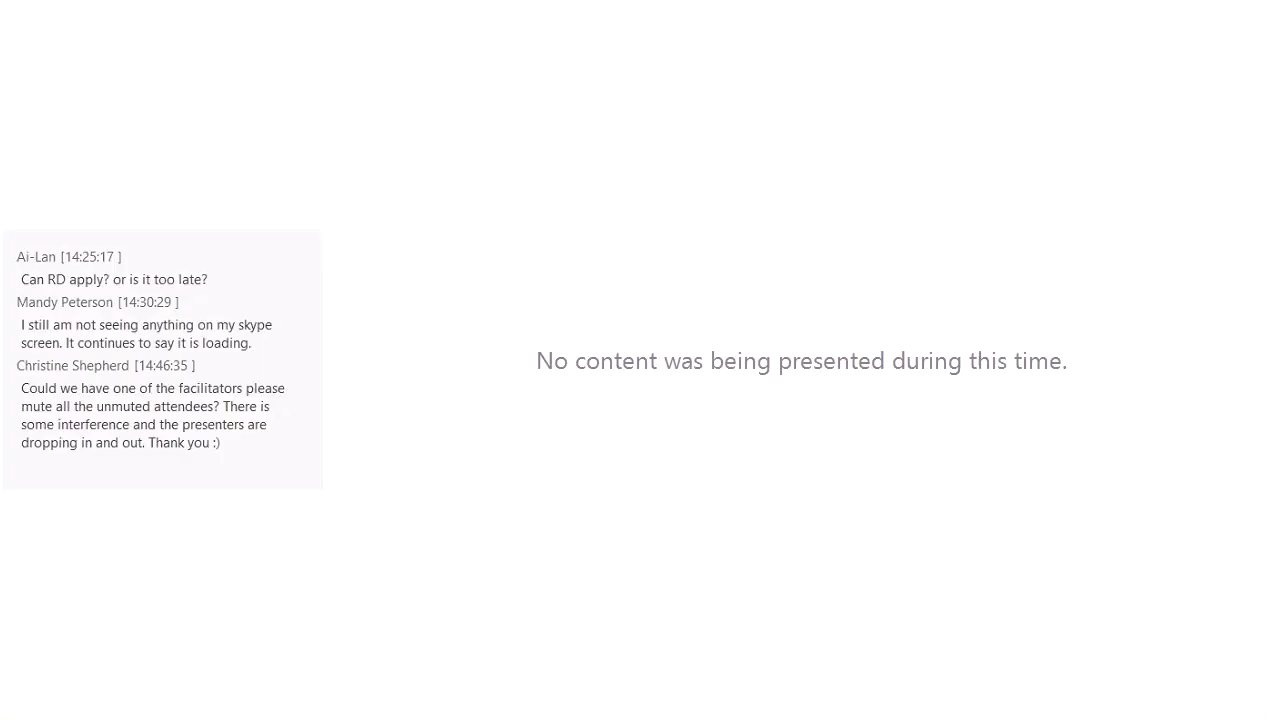 Ai-Lan [14:25:17 ]
Can RD apply? or is it too late?
Mandy Peterson [14:30:29 ]
I still am not seeing anything on my skype
screen. It continues to say it is loading.
Christine Shepherd [14:46:35 ]
Could we have one of the facilitators please
mute all the unmuted attendees? There is
some interference and the presenters are
dropping in and out. Thank you :)
No content was being presented during this time.